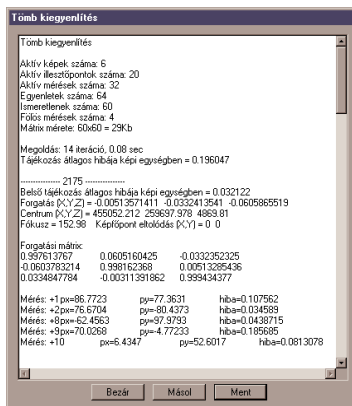 Tömb kiegyenlítés
Tömb kiegyenlítés
Aktív képek száma: 6
Aktív illesztőpontok száma: 20
Aktív mérések száma: 32
Egyenletek száma: 64
Ismeretlenek száma: 60
Fölös mérések száma: 4
Mátrix mérete: 60x60 = 29Kb
Megoldás: 14 iteráció, 0.08 sec
Tájékozás átlagos hibája képi egységben = 0.196047
---------------- 2175 ----------------
Belső tájékozás átlagos hibája képi egységben = 0.032122
Forgatás (X,Y,Z) = -0.00513571411 -0.0332413541 -0.0605865519
Centrum (X,Y,Z) = 455052.212 259697.978 4869.81
Fókusz = 152.98 Képfőpont eltolódás (X,Y) = 0 0
Forgatási mátrix:
0.997613767 0.0605160425 -0.0332352325
-0.0603783214 0.998162368 0.00513285436
0.0334847784 -0.00311391862 0.999434377
Mérés: +1px=86.7723 py=77.3631 hiba=0.107562
Mérés: +2px=76.6704 py=-80.4373 hiba=0.034589
Mérés: +8px=-62.4563 py=97.9793 hiba=0.0438715
Mérés: +9px=70.0268 py=-4.77233 hiba=0.185685
Mérés: +10 px=6.4347 py=52.6017 hiba=0.0813078
Bezár Másol Ment